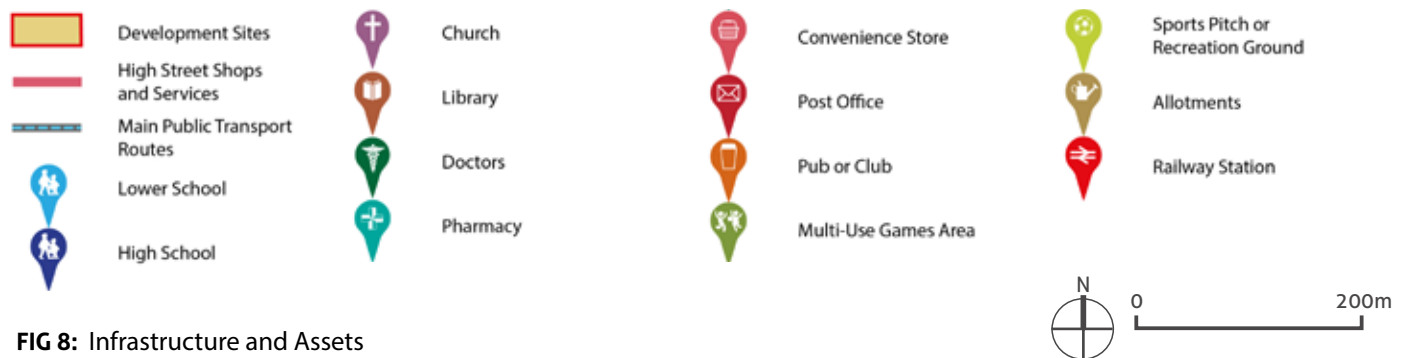 Development Sites
High Street Shops
and Services
Main Public Transport
Routes
Lower School
High School
Church
Library
Doctors
Pharmacy
Convenience Store
Post Office
Pub or Club
Multi-Use Games Area
Sports Pitch or
Recreation Ground
Allotments
Railway Station
N
0 200m
FIG 8: Infrastructure and Assets